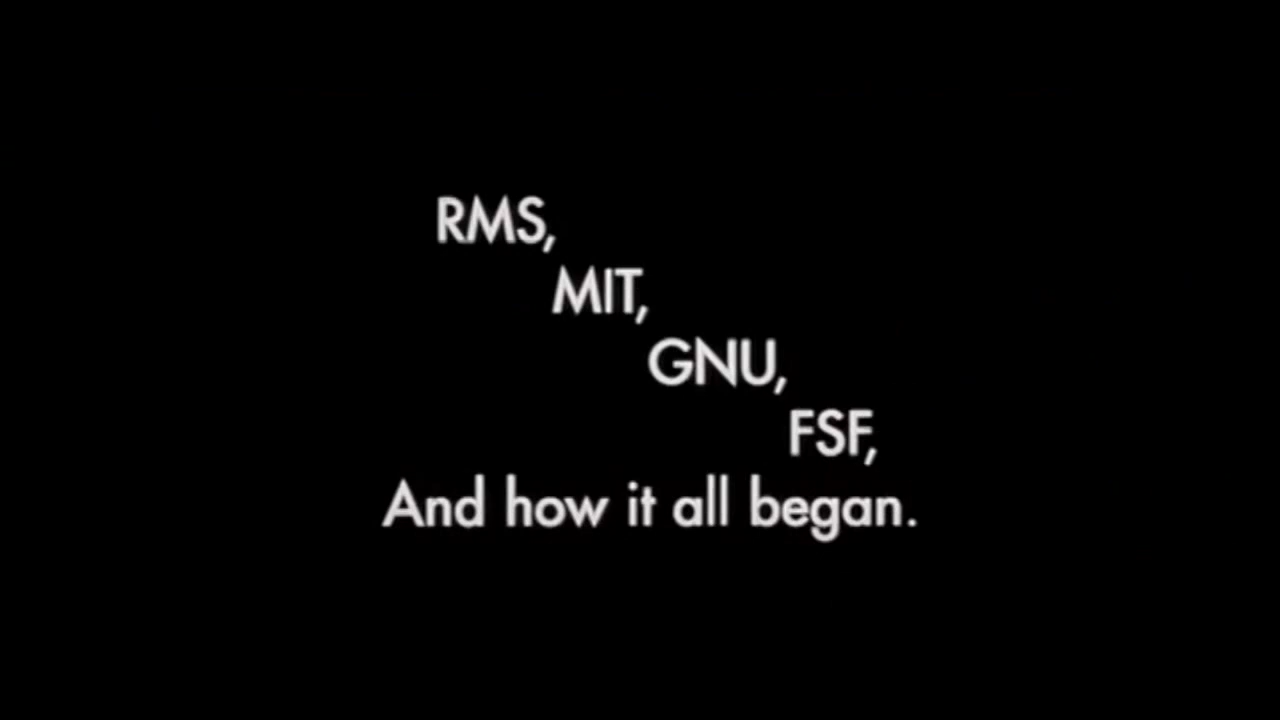 RMS,
MIT,
GNU,
FSF,
And how it all began.